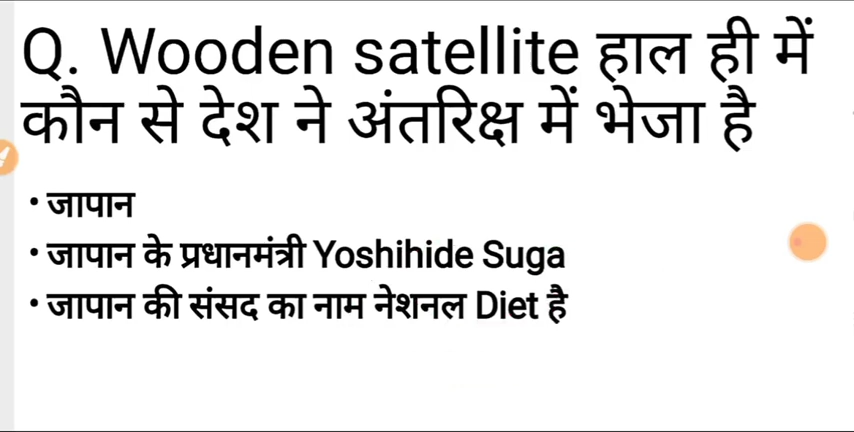 Q. Wooden satellite हाल ही में
कौन से देश ने अंतरिक्ष में भेजा है
• जापान
• जापान के प्रधानमंत्री Yoshihide Suga
• जापान की संसद का नाम नेशनल Diet है